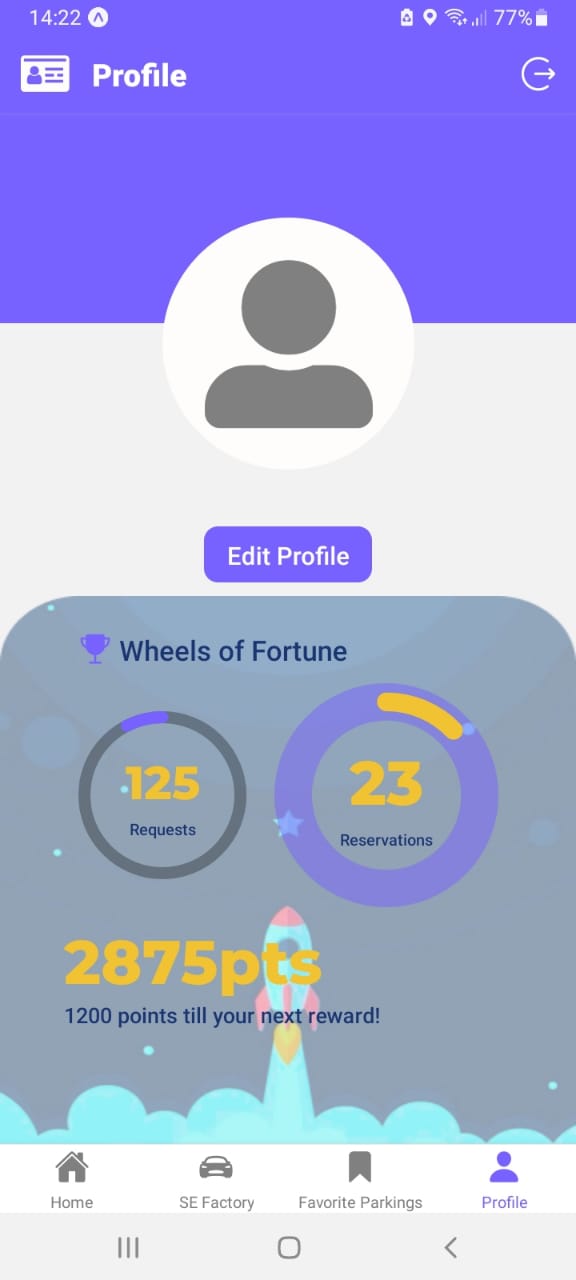 14:22 77%
Profile
Edit Profile
Wheels of Fortune
125
Requests
23
Reservations
2875pts
1200 points till your next reward!
Home SE Factory Favorite Parkings Profile